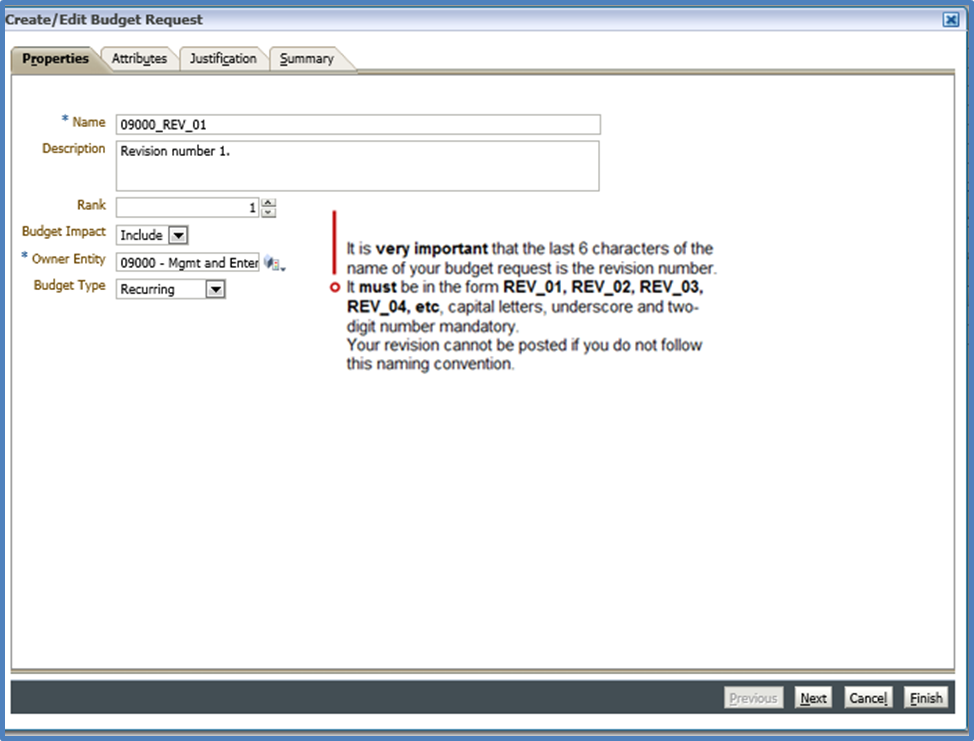 Create/Edit Budget Request
Properties Attributes Justification Summary
* Name 09000_REV_01
Description Revision number 1.
Rank 1
Budget Impact Include
* Owner Entity 09000 - Mgmt and Enter
Budget Type Recurring
It is very important that the last 6 characters of the
name of your budget request is the revision number.
It must be in the form REV_01, REV_02, REV_03,
REV_04, etc, capital letters, underscore and two-
digit number mandatory.
Your revision cannot be posted if you do not follow
this naming convention.
Previous Next Cancel Finish